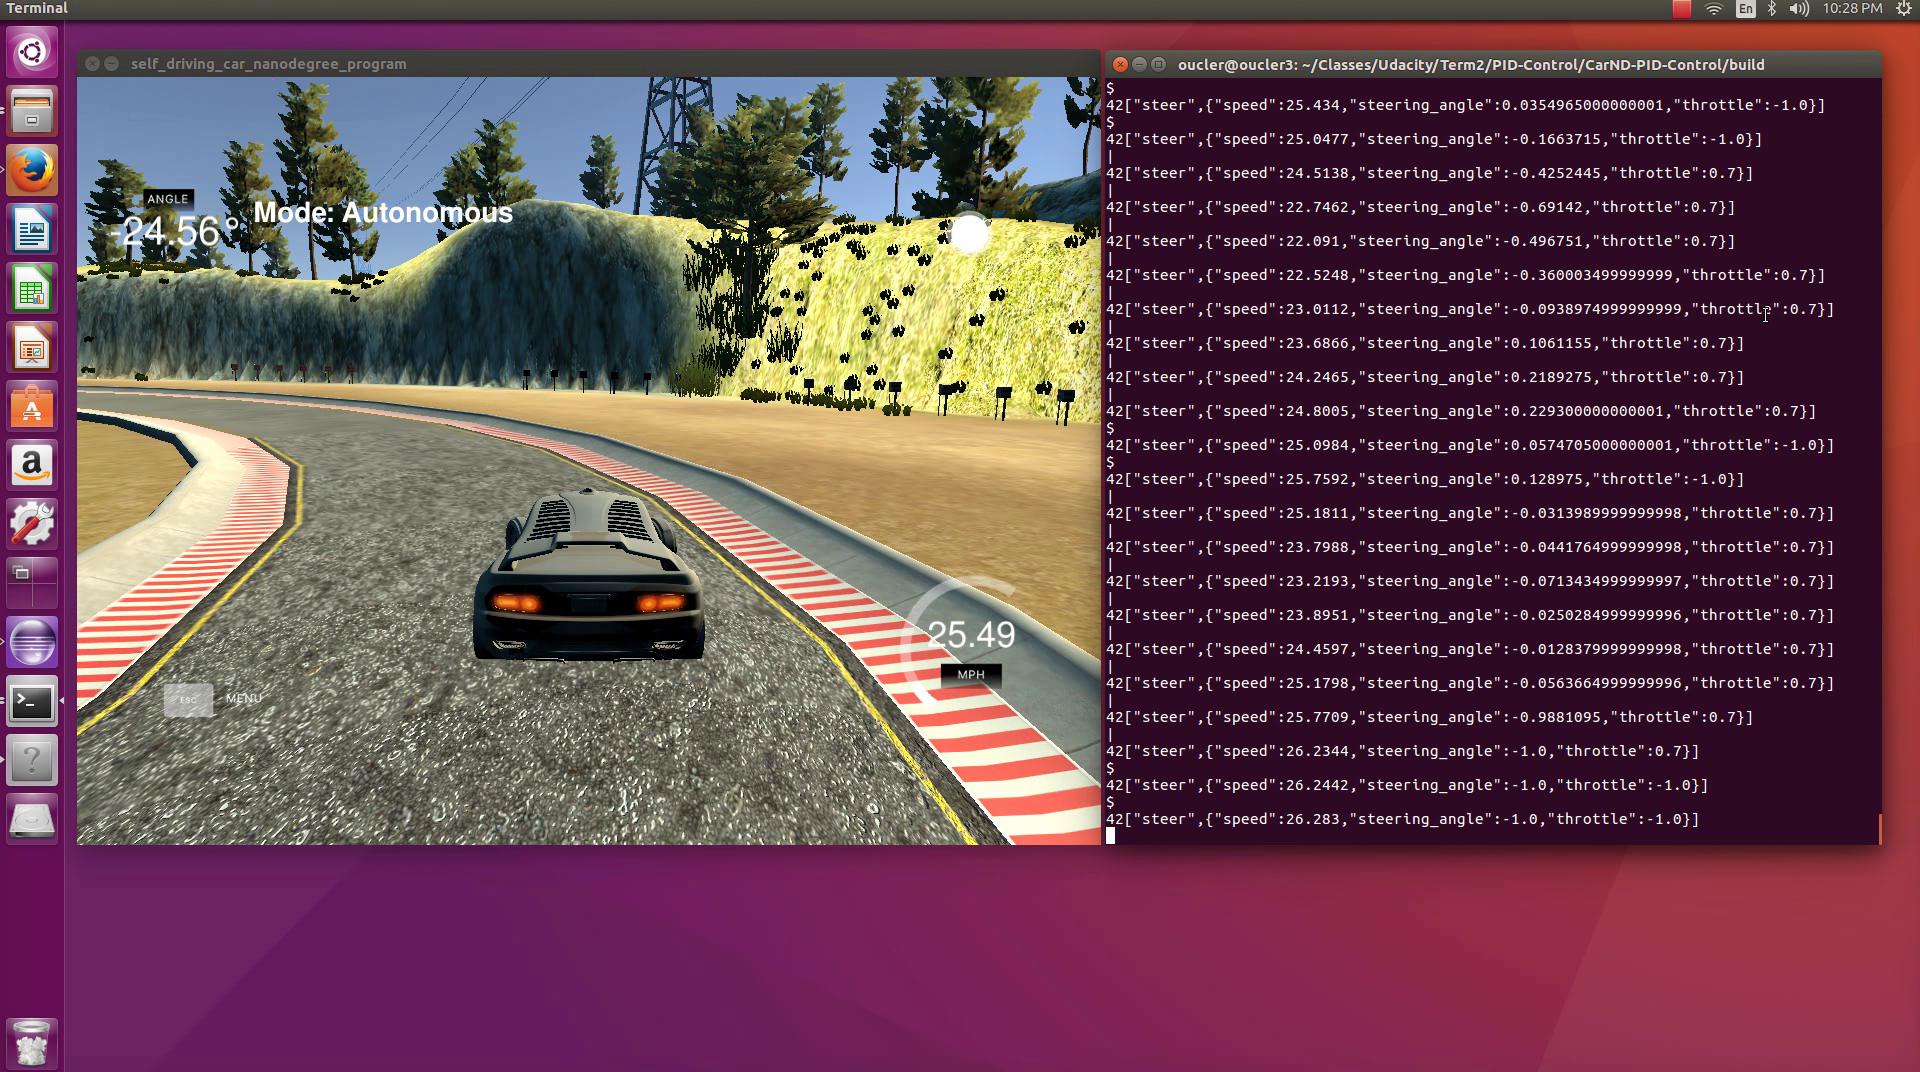 Terminal
En
10:28 PM
self_driving_car_nanodegree_program
ANGLE
-24.56°
Mode: Autonomous
25.49
MPH
ESC
MENU
a
oucler@oucler3: ~/Classes/Udacity/Term2/PID-Control/CarND-PID-Control/build
$
42["steer",{"speed":25.434,"steering_angle":0.0354965000000001,"throttle":-1.0}]
$
42["steer",{"speed":25.0477,"steering_angle":-0.1663715,"throttle":-1.0}]
|
42["steer",{"speed":24.5138,"steering_angle":-0.4252445,"throttle":0.7}]
|
42["steer",{"speed":22.7462,"steering_angle":-0.69142,"throttle":0.7}]
|
42["steer",{"speed":22.091,"steering_angle":-0.496751,"throttle":0.7}]
|
42["steer",{"speed":22.5248,"steering_angle":-0.360003499999999,"throttle":0.7}]
|
42["steer",{"speed":23.0112,"steering_angle":-0.0938974999999999,"throttle":0.7}]
|
42["steer",{"speed":23.6866,"steering_angle":0.1061155,"throttle":0.7}]
|
42["steer",{"speed":24.2465,"steering_angle":0.2189275,"throttle":0.7}]
|
42["steer",{"speed":24.8005,"steering_angle":0.229300000000001,"throttle":0.7}]
$
42["steer",{"speed":25.0984,"steering_angle":0.0574705000000001,"throttle":-1.0}]
$
42["steer",{"speed":25.7592,"steering_angle":0.128975,"throttle":-1.0}]
|
42["steer",{"speed":25.1811,"steering_angle":-0.0313989999999998,"throttle":0.7}]
|
42["steer",{"speed":23.7988,"steering_angle":-0.0441764999999998,"throttle":0.7}]
|
42["steer",{"speed":23.2193,"steering_angle":-0.0713434999999997,"throttle":0.7}]
|
42["steer",{"speed":23.8951,"steering_angle":-0.0250284999999996,"throttle":0.7}]
|
42["steer",{"speed":24.4597,"steering_angle":-0.0128379999999998,"throttle":0.7}]
|
42["steer",{"speed":25.1798,"steering_angle":-0.0563664999999996,"throttle":0.7}]
|
42["steer",{"speed":25.7709,"steering_angle":-0.9881095,"throttle":0.7}]
|
42["steer",{"speed":26.2344,"steering_angle":-1.0,"throttle":0.7}]
$
42["steer",{"speed":26.2442,"steering_angle":-1.0,"throttle":-1.0}]
$
42["steer",{"speed":26.283,"steering_angle":-1.0,"throttle":-1.0}]